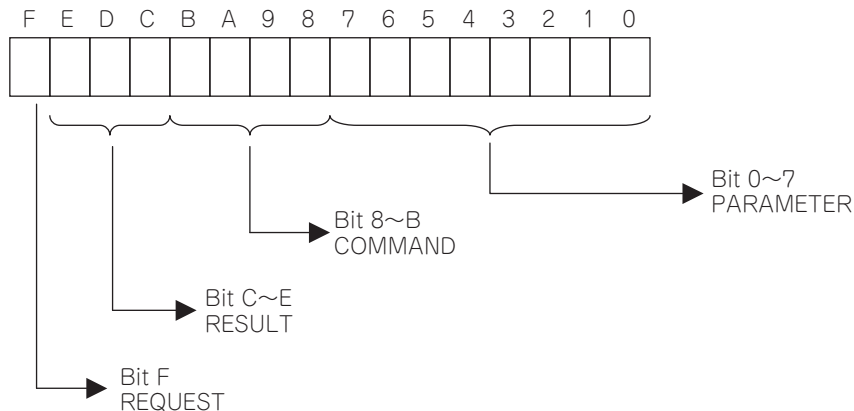 F E D C B A 9 8 7 6 5 4 3 2 1 0
Bit 0～7
PARAMETER
Bit 8～B
COMMAND
Bit C～E
RESULT
Bit F
REQUEST